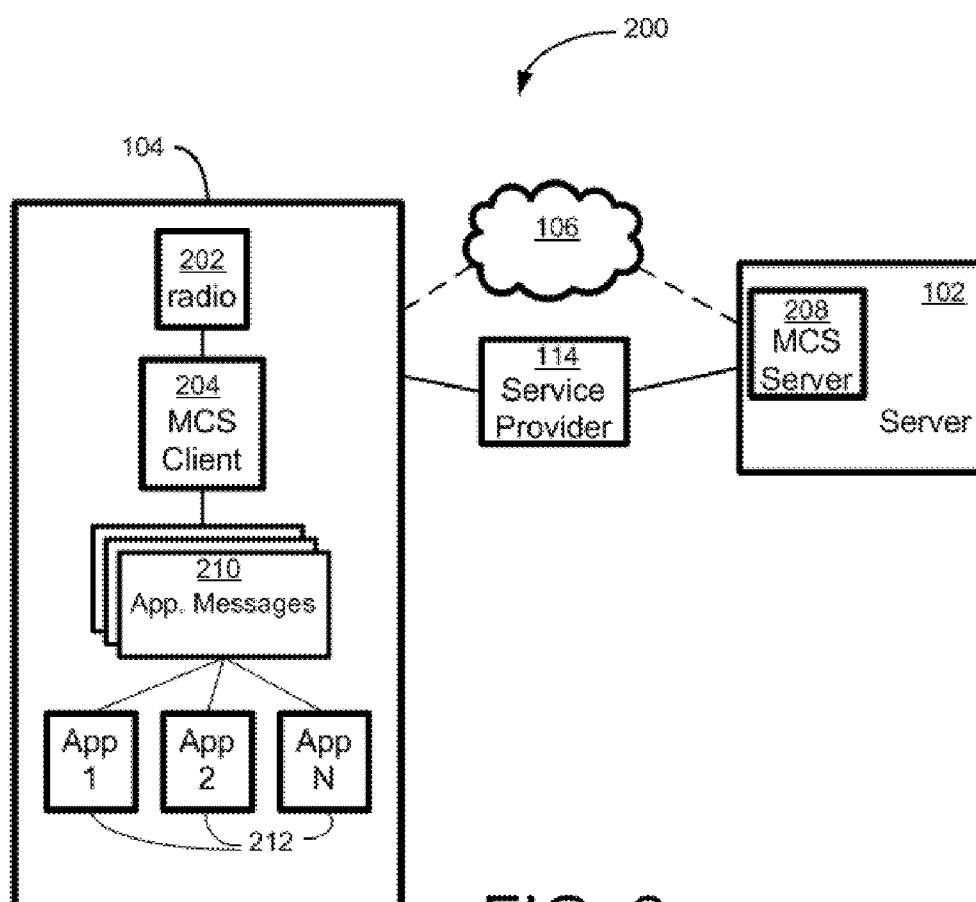 200
104
106
202
radio
102
208
MCS
Server
114
Service
Provider
204
MCS
Client
Server
210
App. Messages
App
1
App
2
App
N
212